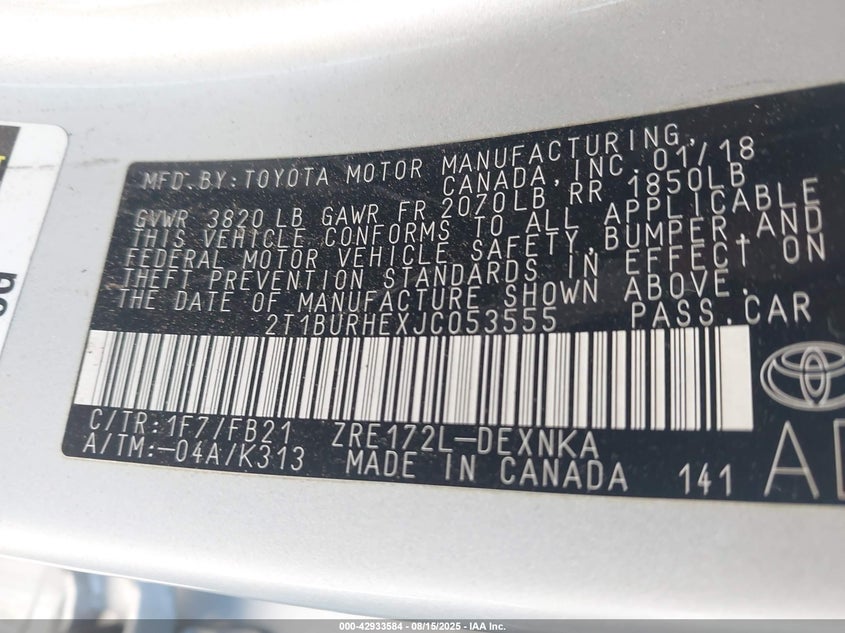 MFD.BY:TOYOTA MOTOR MANUFACTURING,
CANADA,INC.01/18
GVWR 3820 LB GAWR FR 2070LB RR 1850LB
THIS VEHICLE CONFORMS TO ALL APPLICABLE
FEDERAL MOTOR VEHICLE SAFETY,BUMPER,AND
THEFT PREVENTION STANDARDS IN EFFECT ON
THE DATE OF MANUFACTURE SHOWN ABOVE.
2T1BURHEXJC053555 PASS.CAR
C/TR:1F7/FB21 ZRE172L-DEXNKA
A/TM:-04A/K313 MADE IN CANADA 141
000-42933584 - 08/15/2025 - IAA Inc.